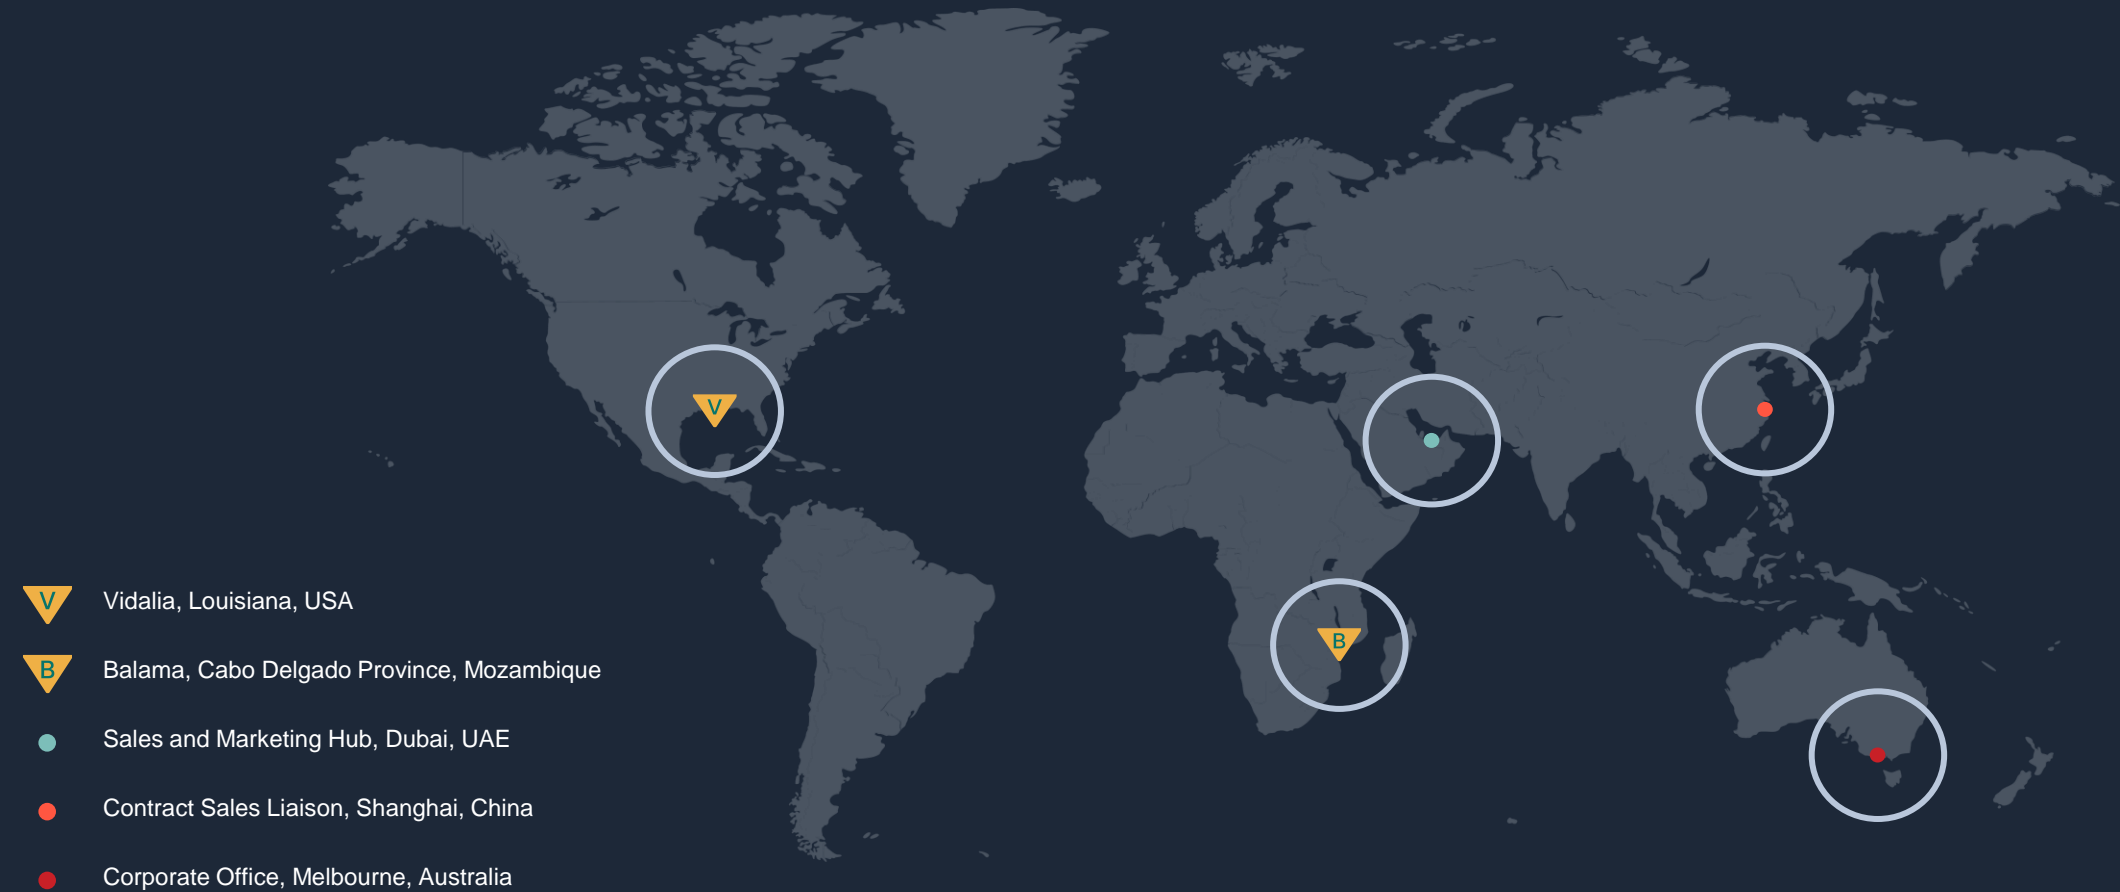 V
B
V Vidalia, Louisiana, USA
B Balama, Cabo Delgado Province, Mozambique
Sales and Marketing Hub, Dubai, UAE
Contract Sales Liaison, Shanghai, China
Corporate Office, Melbourne, Australia